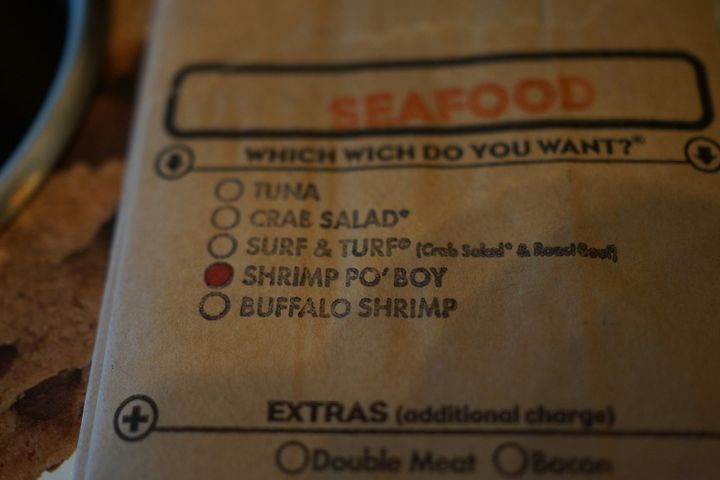 SEAFOOD
WHICH WICH DO YOU WANT?®
TUNA
CRAB SALAD®
SURF & TURF® (Crab Salad® & Roast Beef)
SHRIMP PO' BOY
BUFFALO SHRIMP
EXTRAS (additional charge)
Double Meat Bacon